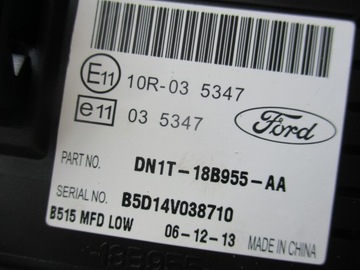 E11 10R-03 5347
e11 03 5347
Ford
PART NO. DN1T-18B955-AA
SERIAL NO. B5D14V038710
B515 MFD LOW 06-12-13 MADE IN CHINA